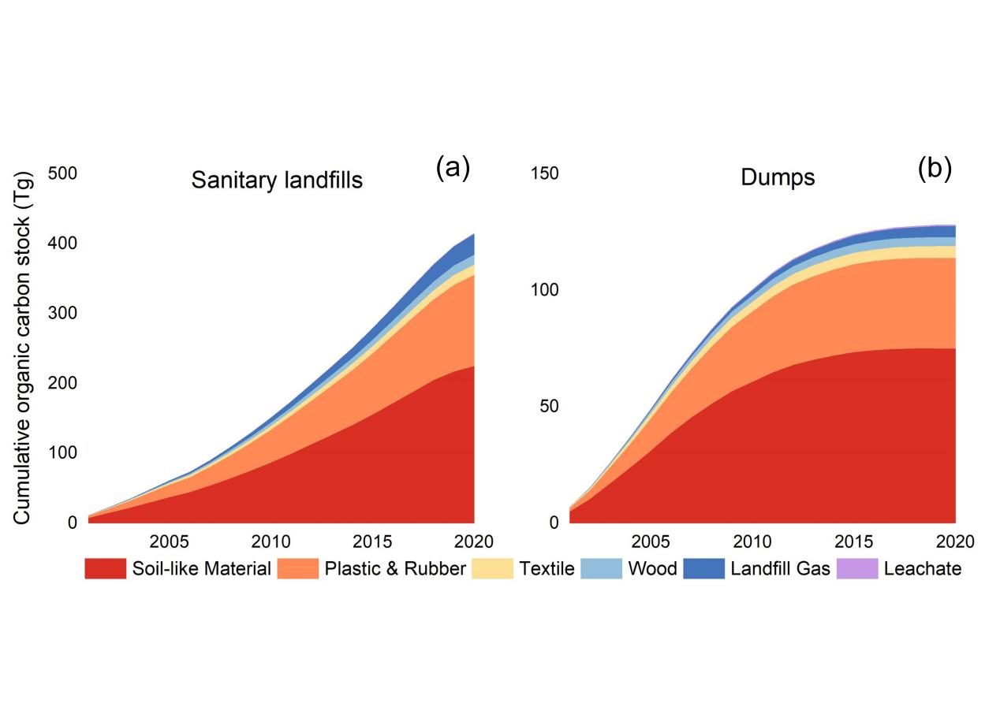 Cumulative organic carbon stock (Tg)
Sanitary landfills
(a)
500
400
300
200
100
0
2005 2010 2015 2020
Dumps
(b)
150
100
50
0
2005 2010 2015 2020
Soil-like Material Plastic & Rubber Textile Wood Landfill Gas Leachate